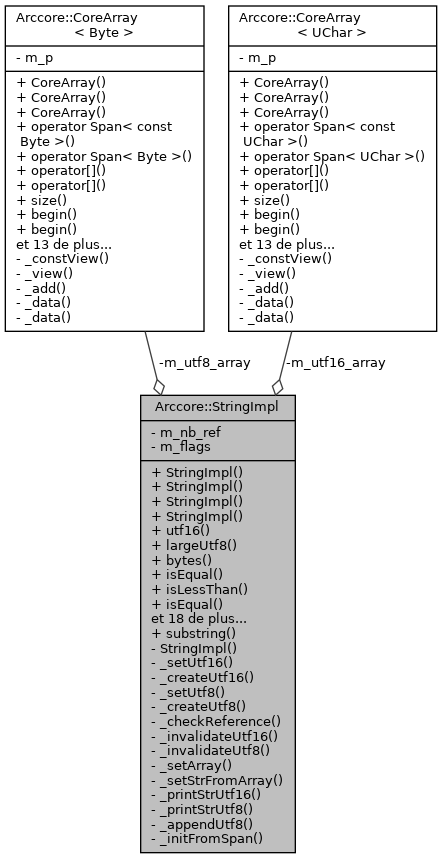 Arccore::CoreArray
< Byte >
- m_p
+ CoreArray()
+ CoreArray()
+ CoreArray()
+ operator Span< const
Byte >()
+ operator Span< Byte >()
+ operator[]()
+ operator[]()
+ size()
+ begin()
+ begin()
et 13 de plus...
- _constView()
- _view()
- _add()
- _data()
- _data()
Arccore::CoreArray
< UChar >
- m_p
+ CoreArray()
+ CoreArray()
+ CoreArray()
+ operator Span< const
UChar >()
+ operator Span< UChar >()
+ operator[]()
+ operator[]()
+ size()
+ begin()
+ begin()
et 13 de plus...
- _constView()
- _view()
- _add()
- _data()
- _data()
-m_utf8_array
-m_utf16_array
Arccore::StringImpl
- m_nb_ref
- m_flags
+ StringImpl()
+ StringImpl()
+ StringImpl()
+ StringImpl()
+ utf16()
+ largeUtf8()
+ bytes()
+ isEqual()
+ isLessThan()
+ isEqual()
et 18 de plus...
+ substring()
- StringImpl()
- _setUtf16()
- _createUtf16()
- _setUtf8()
- _createUtf8()
- _checkReference()
- _invalidateUtf16()
- _invalidateUtf8()
- _setArray()
- _setStrFromArray()
- _printStrUtf16()
- _printStrUtf8()
- _appendUtf8()
- _initFromSpan()